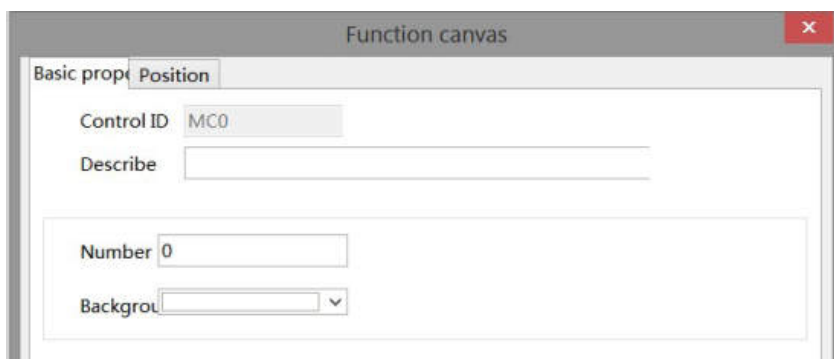 Function canvas
Basic prope Position
Control ID MC0
Describe
Number 0
Backgrou